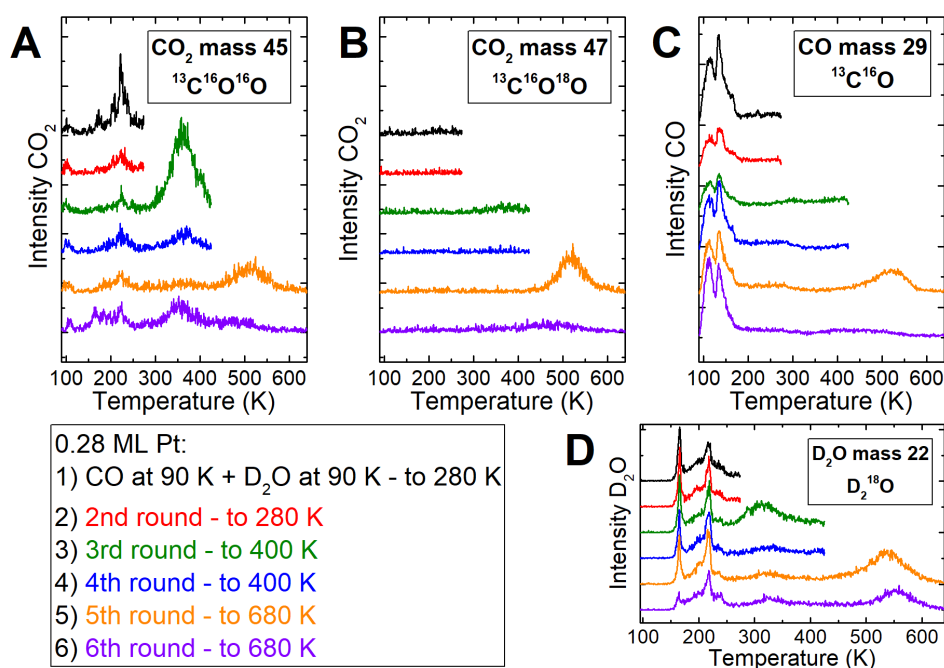 A
CO₂ mass 45
¹³C¹⁶O¹⁶O
Intensity CO₂
100 200 300 400 500 600
Temperature (K)
B
CO₂ mass 47
¹³C¹⁶O¹⁸O
Intensity CO₂
100 200 300 400 500 600
Temperature (K)
C
CO mass 29
¹³C¹⁶O
Intensity CO
100 200 300 400 500 600
Temperature (K)
0.28 ML Pt:
1) CO at 90 K + D₂O at 90 K - to 280 K
2) 2nd round - to 280 K
3) 3rd round - to 400 K
4) 4th round - to 400 K
5) 5th round - to 680 K
6) 6th round - to 680 K
D
D₂O mass 22
D₂¹⁸O
Intensity D₂O
100 200 300 400 500 600
Temperature (K)